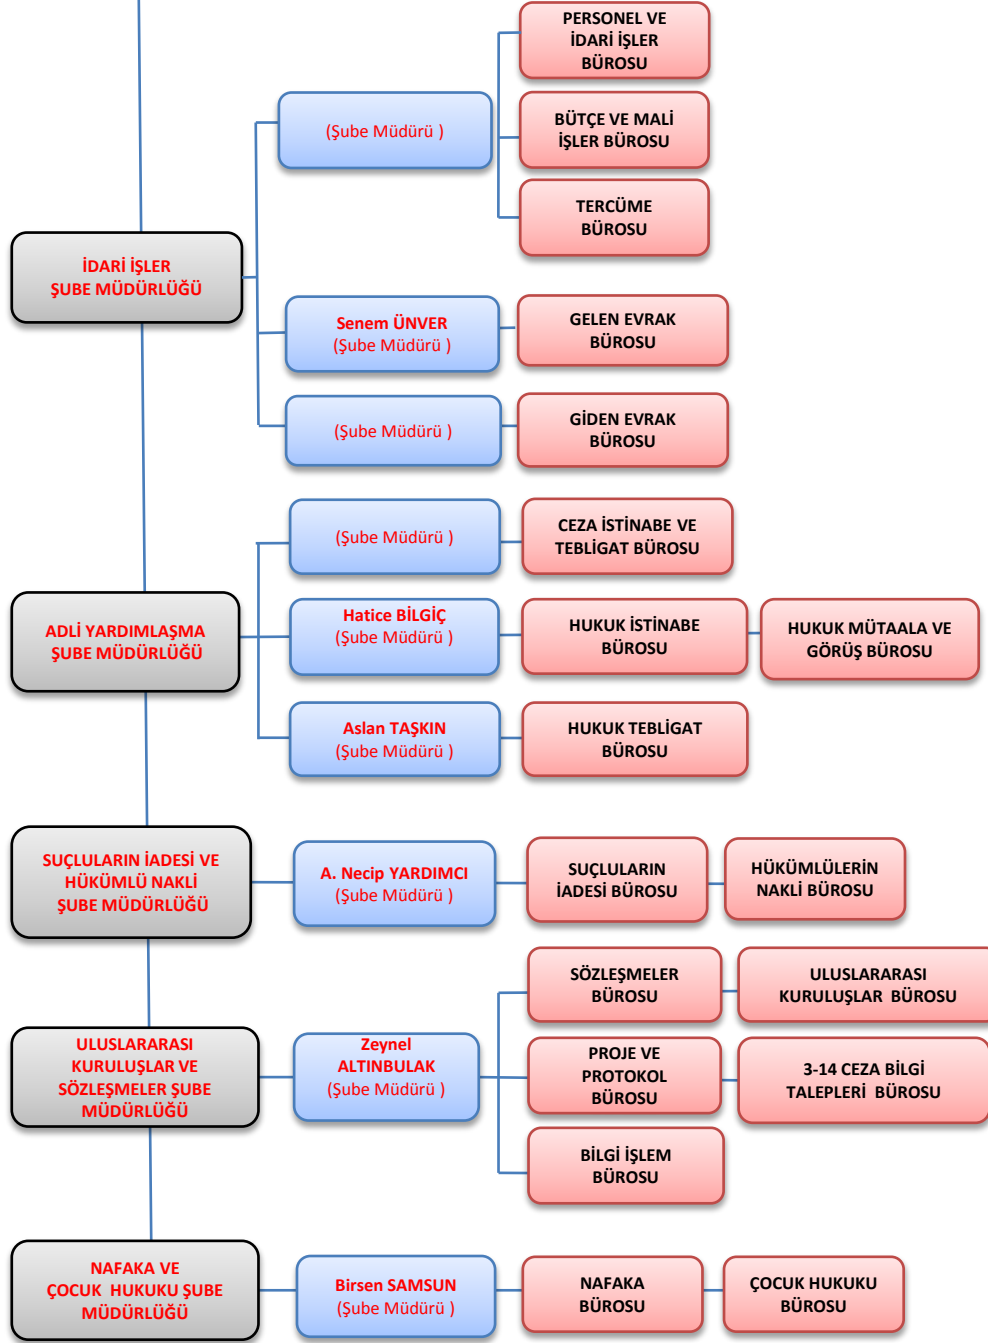 PERSONEL VE
İDARİ İŞLER
BÜROSU
(Şube Müdürü )
BÜTÇE VE MALİ
İŞLER BÜROSU
TERCÜME
BÜROSU
İDARİ İŞLER
ŞUBE MÜDÜRLÜĞÜ
Senem ÜNVER
(Şube Müdürü )
GELEN EVRAK
BÜROSU
(Şube Müdürü )
GİDEN EVRAK
BÜROSU
(Şube Müdürü )
CEZA İSTİNABE VE
TEBLİGAT BÜROSU
ADLİ YARDIMLAŞMA
ŞUBE MÜDÜRLÜĞÜ
Hatice BİLGİÇ
(Şube Müdürü )
HUKUK İSTİNABE
BÜROSU
HUKUK MÜTAALA VE
GÖRÜŞ BÜROSU
Aslan TAŞKIN
(Şube Müdürü )
HUKUK TEBLİGAT
BÜROSU
SUÇLULARIN İADESİ VE
HÜKÜMLÜ NAKLİ
ŞUBE MÜDÜRLÜĞÜ
A. Necip YARDIMCI
(Şube Müdürü )
SUÇLULARIN
İADESİ BÜROSU
HÜKÜMLÜLERİN
NAKLİ BÜROSU
SÖZLEŞMELER
BÜROSU
ULUSLARARASI
KURULUŞLAR BÜROSU
ULUSLARARASI
KURULUŞLAR VE
SÖZLEŞMELER ŞUBE
MÜDÜRLÜĞÜ
Zeynel
ALTINBULAK
(Şube Müdürü )
PROJE VE
PROTOKOL
BÜROSU
3-14 CEZA BİLGİ
TALEPLERİ BÜROSU
BİLGİ İŞLEM
BÜROSU
NAFAKA VE
ÇOCUK HUKUKU ŞUBE
MÜDÜRLÜĞÜ
Birsen SAMSUN
(Şube Müdürü )
NAFAKA
BÜROSU
ÇOCUK HUKUKU
BÜROSU